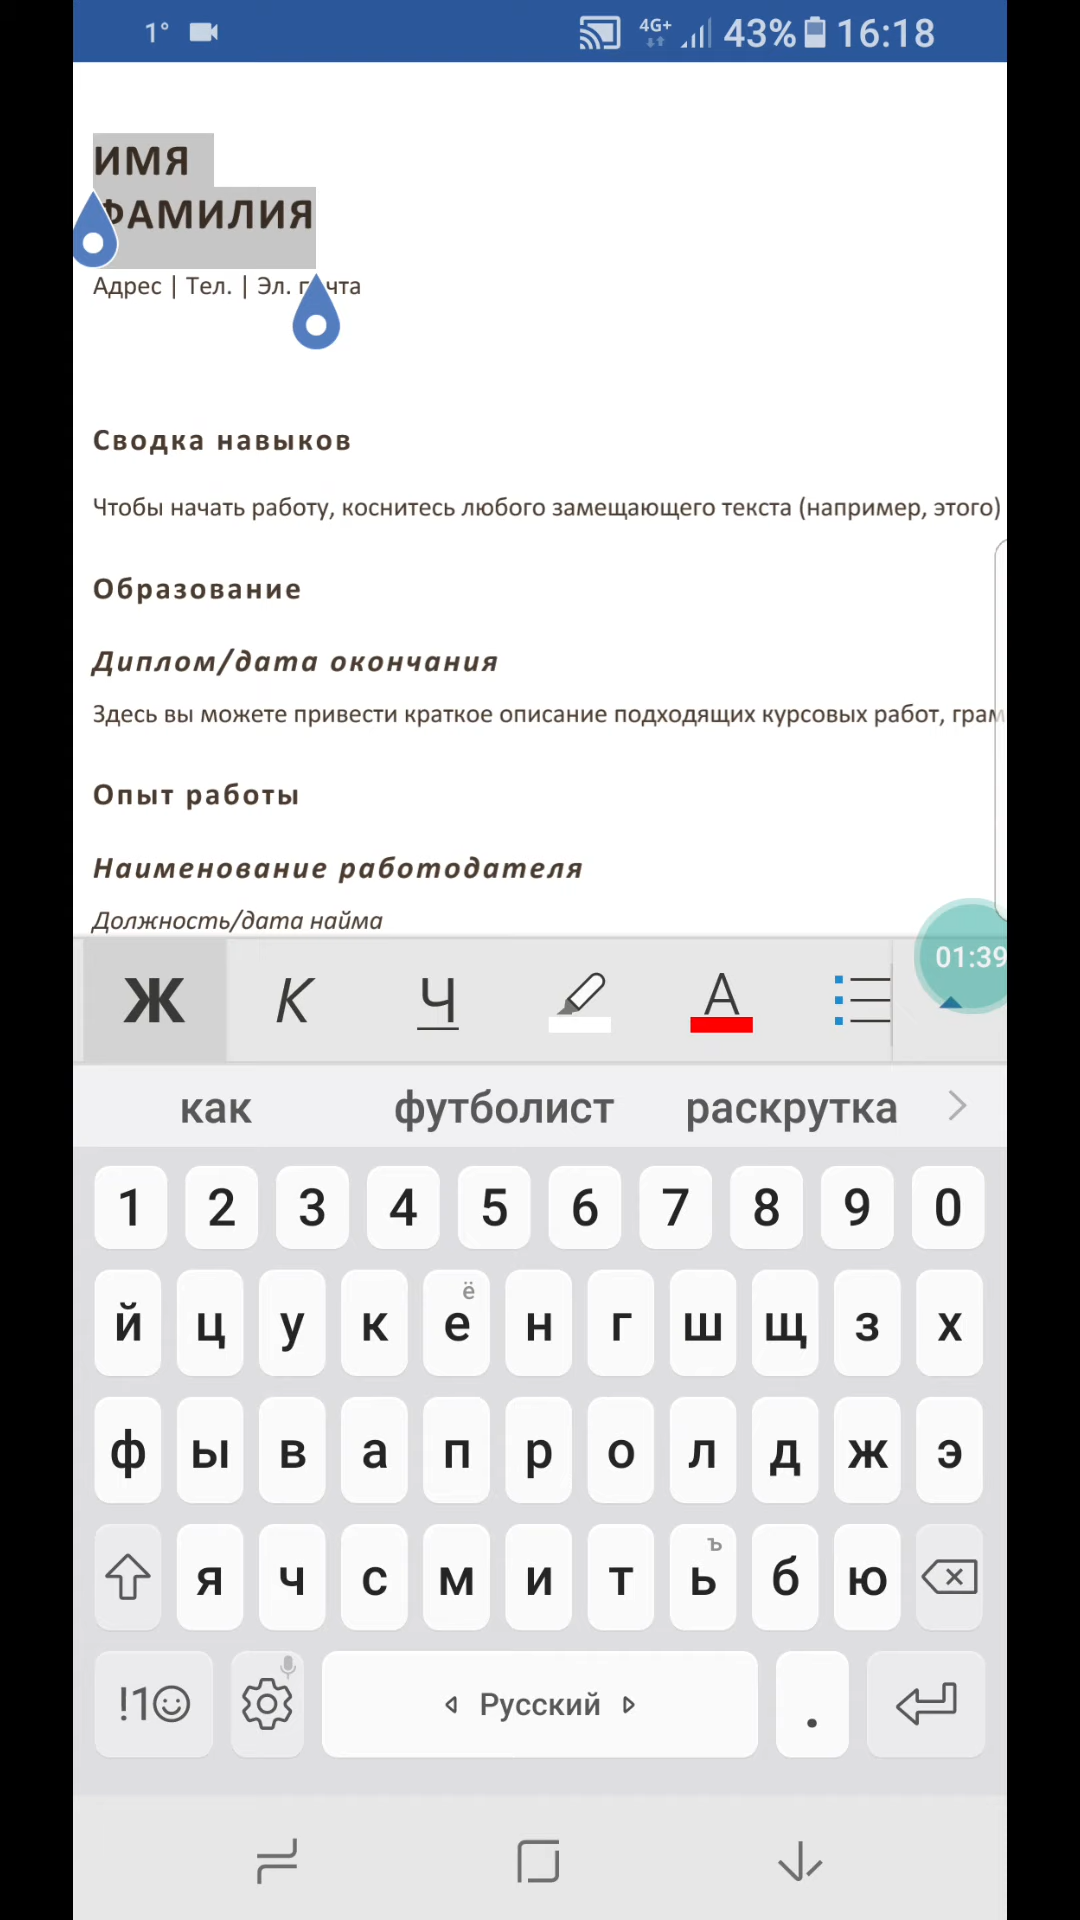 1° 4G+ 43% 16:18
ИМЯ
ФАМИЛИЯ
Адрес | Тел. | Эл. почта
Сводка навыков
Чтобы начать работу, коснитесь любого замещающего текста (например, этого)
Образование
Диплом/дата окончания
Здесь вы можете привести краткое описание подходящих курсовых работ, грам
Опыт работы
Наименование работодателя
Должность/дата найма
01:39
Ж К Ч А
как футболист раскрутка
1 2 3 4 5 6 7 8 9 0
ё
й ц у к е н г ш щ з х
ф ы в а п р о л д ж э
ъ
я ч с м и т ь б ю
!1 Русский .